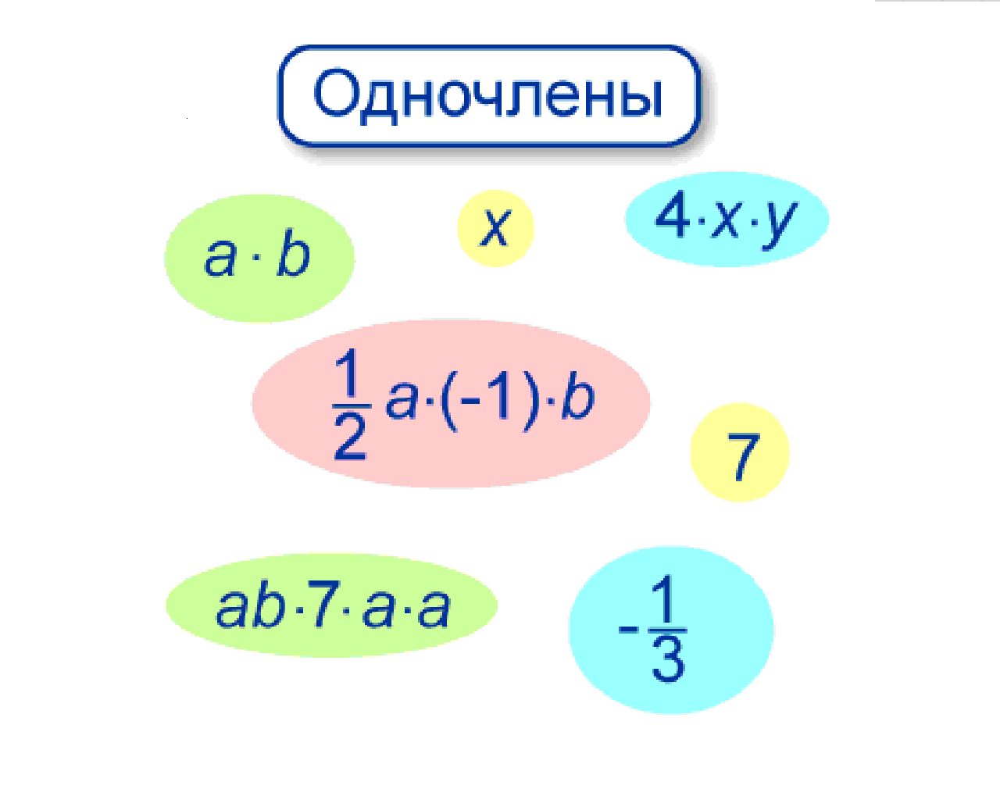 Одночлены
a · b
x
4·x·y
1/2 a·(-1)·b
7
ab·7·a·a
-1/3